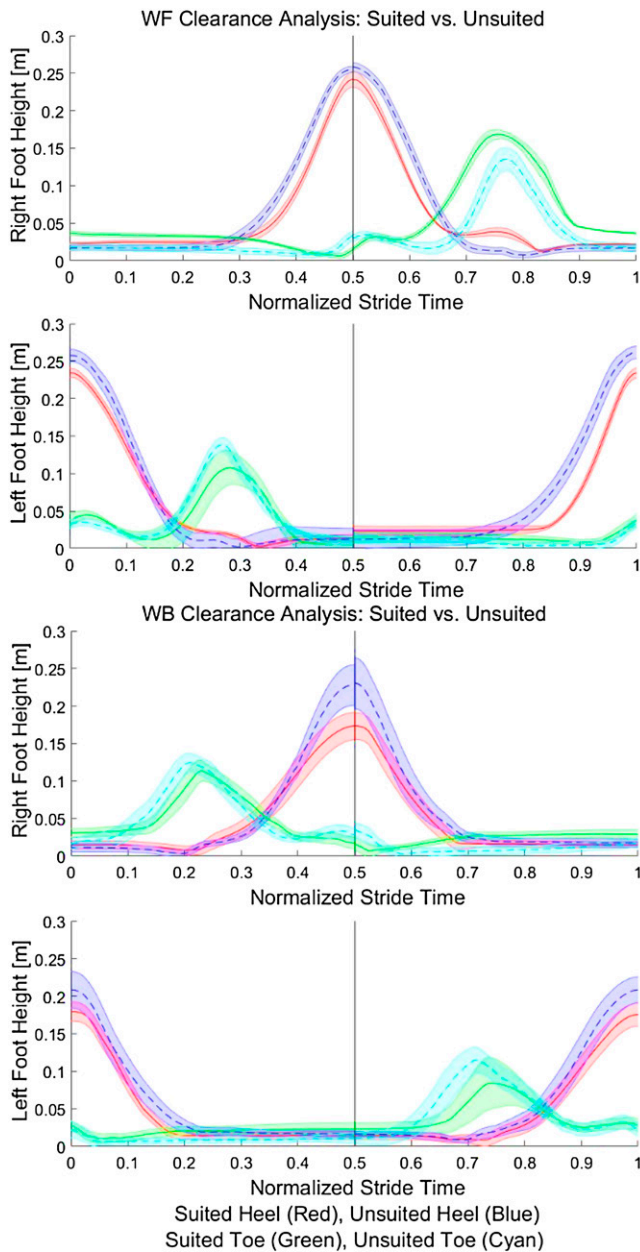 WF Clearance Analysis: Suited vs. Unsuited
0.3
0.25
0.2
0.15
0.1
0.05
0
Right Foot Height [m]
0 0.1 0.2 0.3 0.4 0.5 0.6 0.7 0.8 0.9 1
Normalized Stride Time
0.3
0.25
0.2
0.15
0.1
0.05
0
Left Foot Height [m]
0 0.1 0.2 0.3 0.4 0.5 0.6 0.7 0.8 0.9 1
WB Clearance Analysis: Suited vs. Unsuited
0.3
0.25
0.2
0.15
0.1
0.05
0
Right Foot Height [m]
0 0.1 0.2 0.3 0.4 0.5 0.6 0.7 0.8 0.9 1
Normalized Stride Time
0.3
0.25
0.2
0.15
0.1
0.05
0
Left Foot Height [m]
0 0.1 0.2 0.3 0.4 0.5 0.6 0.7 0.8 0.9 1
Suited Heel (Red), Unsuited Heel (Blue)
Suited Toe (Green), Unsuited Toe (Cyan)